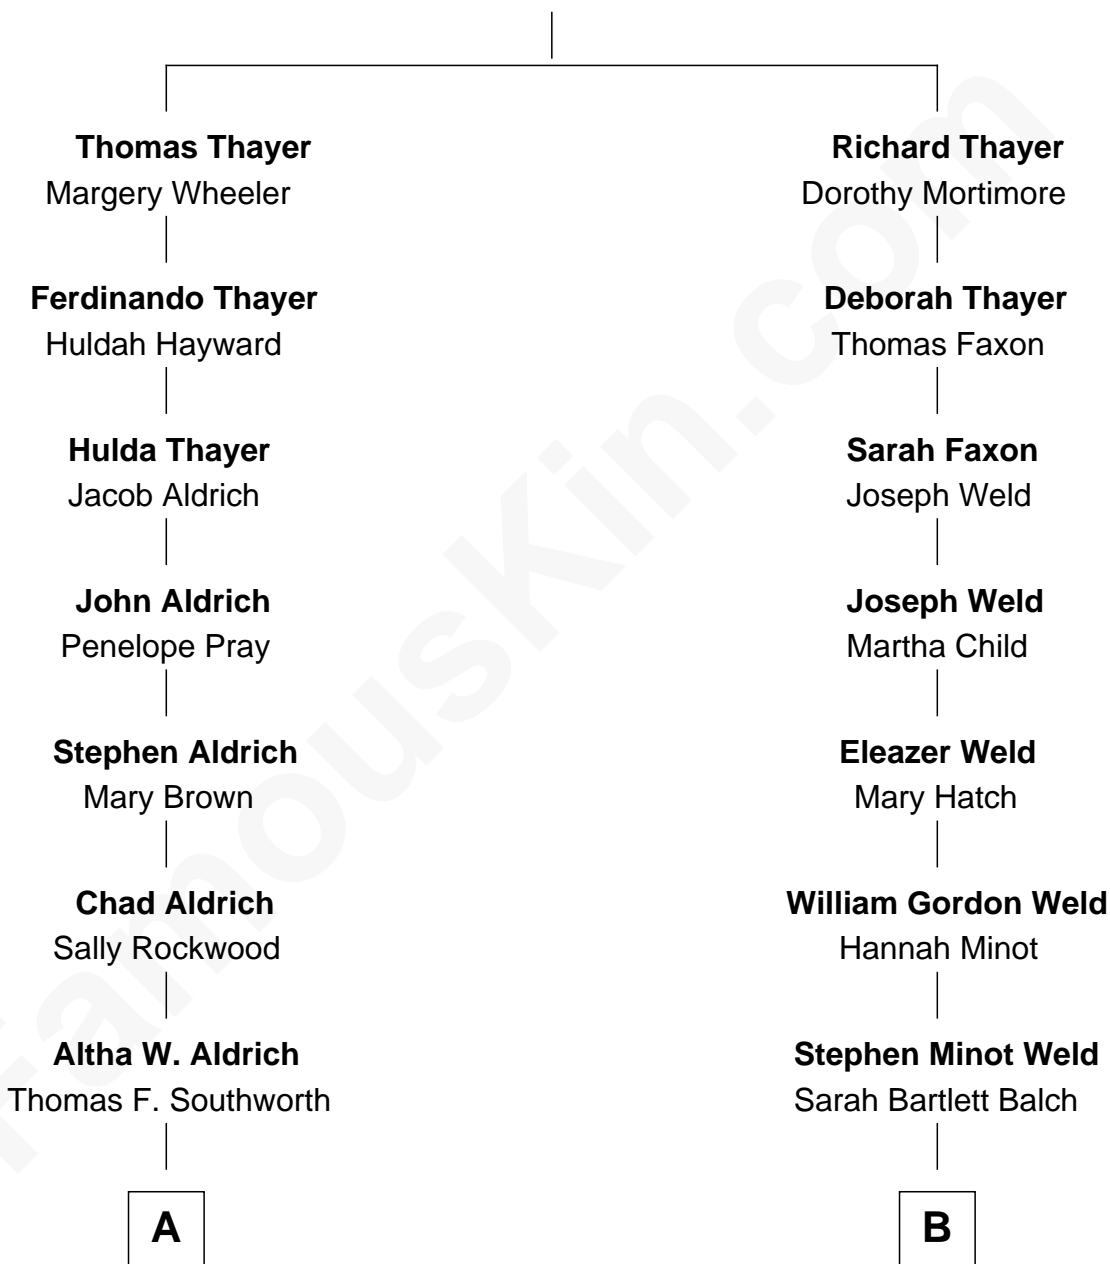 Thomas Thayer
Margery Wheeler
Ferdinando Thayer
Huldah Hayward
Hulda Thayer
Jacob Aldrich
John Aldrich
Penelope Pray
Stephen Aldrich
Mary Brown
Chad Aldrich
Sally Rockwood
Altha W. Aldrich
Thomas F. Southworth
A
Richard Thayer
Dorothy Mortimore
Deborah Thayer
Thomas Faxon
Sarah Faxon
Joseph Weld
Joseph Weld
Martha Child
Eleazer Weld
Mary Hatch
William Gordon Weld
Hannah Minot
Stephen Minot Weld
Sarah Bartlett Balch
B
FamousKin.com